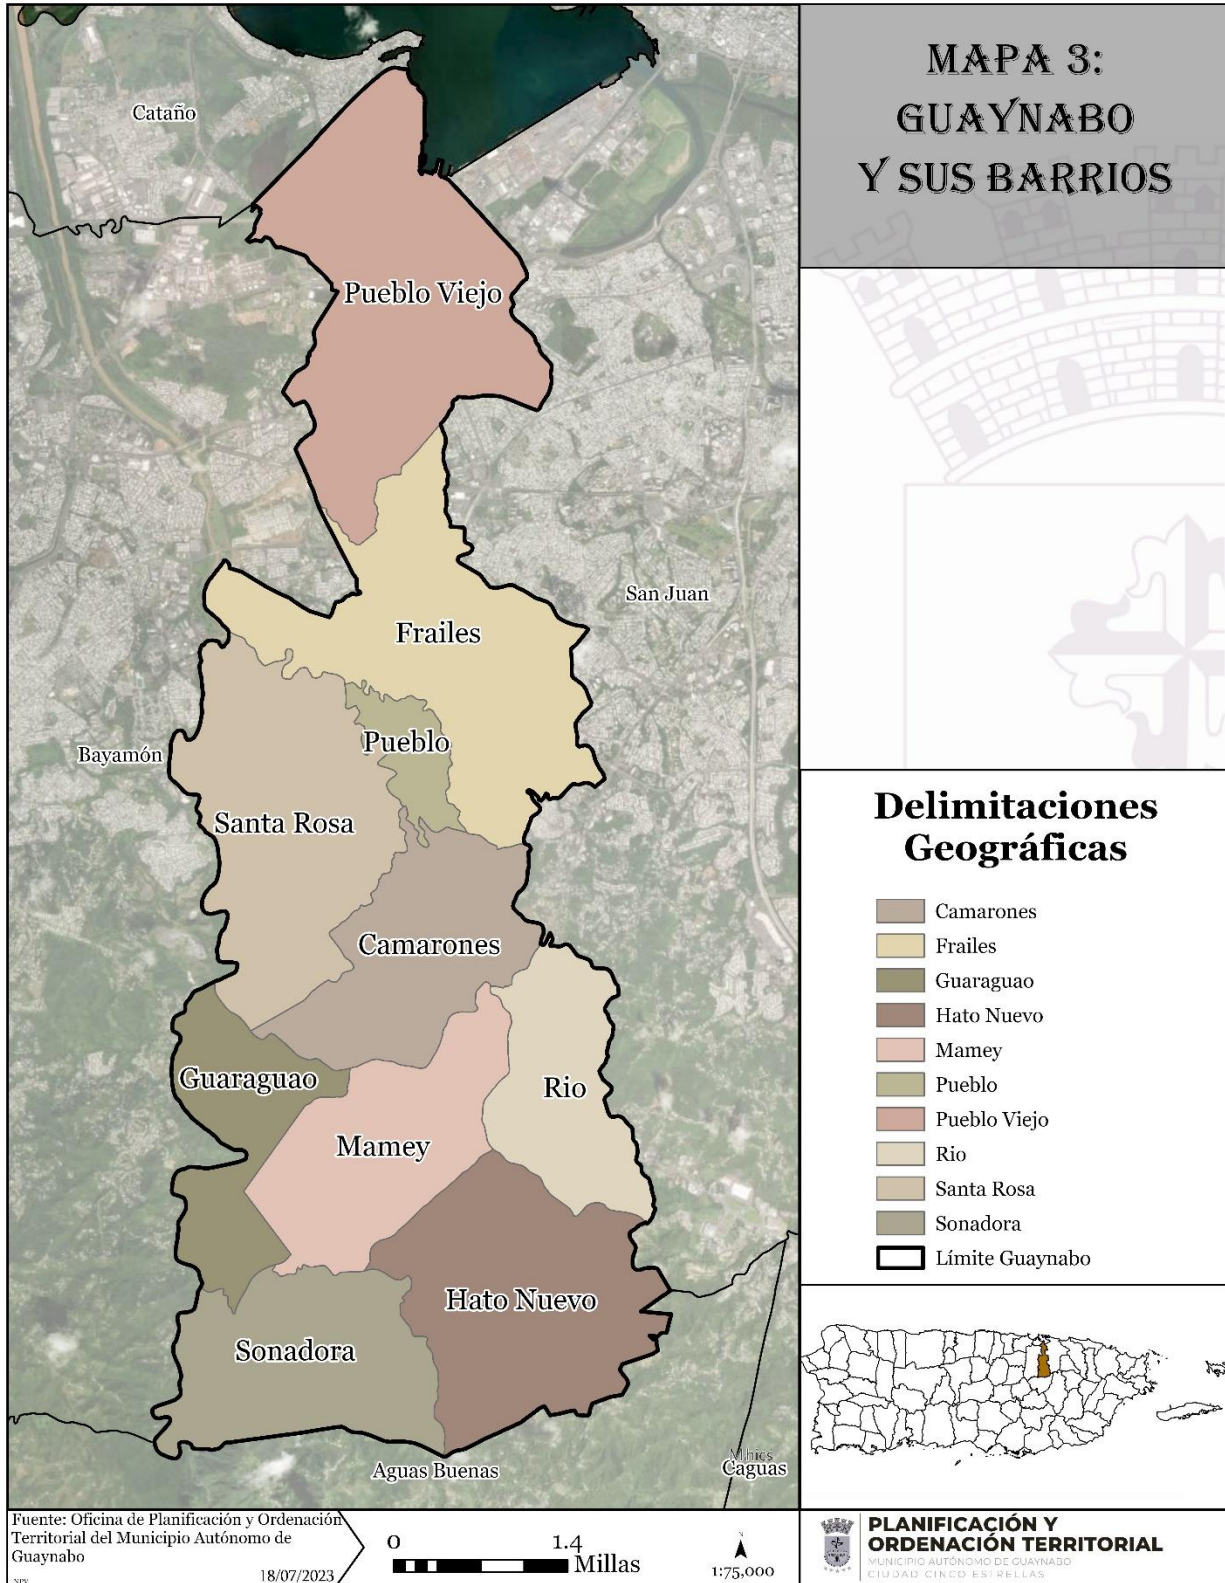 MAPA 3:
GUAYNABO
Y SUS BARRIOS
Cataño
Pueblo Viejo
San Juan
Frailes
Bayamón
Pueblo
Santa Rosa
Camarones
Guaraguao
Rio
Mamey
Hato Nuevo
Sonadora
Aguas Buenas
Caguas
Delimitaciones
Geográficas
Camarones
Frailes
Guaraguao
Hato Nuevo
Mamey
Pueblo
Pueblo Viejo
Rio
Santa Rosa
Sonadora
Límite Guaynabo
Fuente: Oficina de Planificación y Ordenación
Territorial del Municipio Autónomo de
Guaynabo
18/07/2023
0 1.4
Millas
N
1:75,000
PLANIFICACIÓN Y
ORDENACIÓN TERRITORIAL
MUNICIPIO AUTÓNOMO DE GUAYNABO
CIUDAD CINCO ESTRELLAS